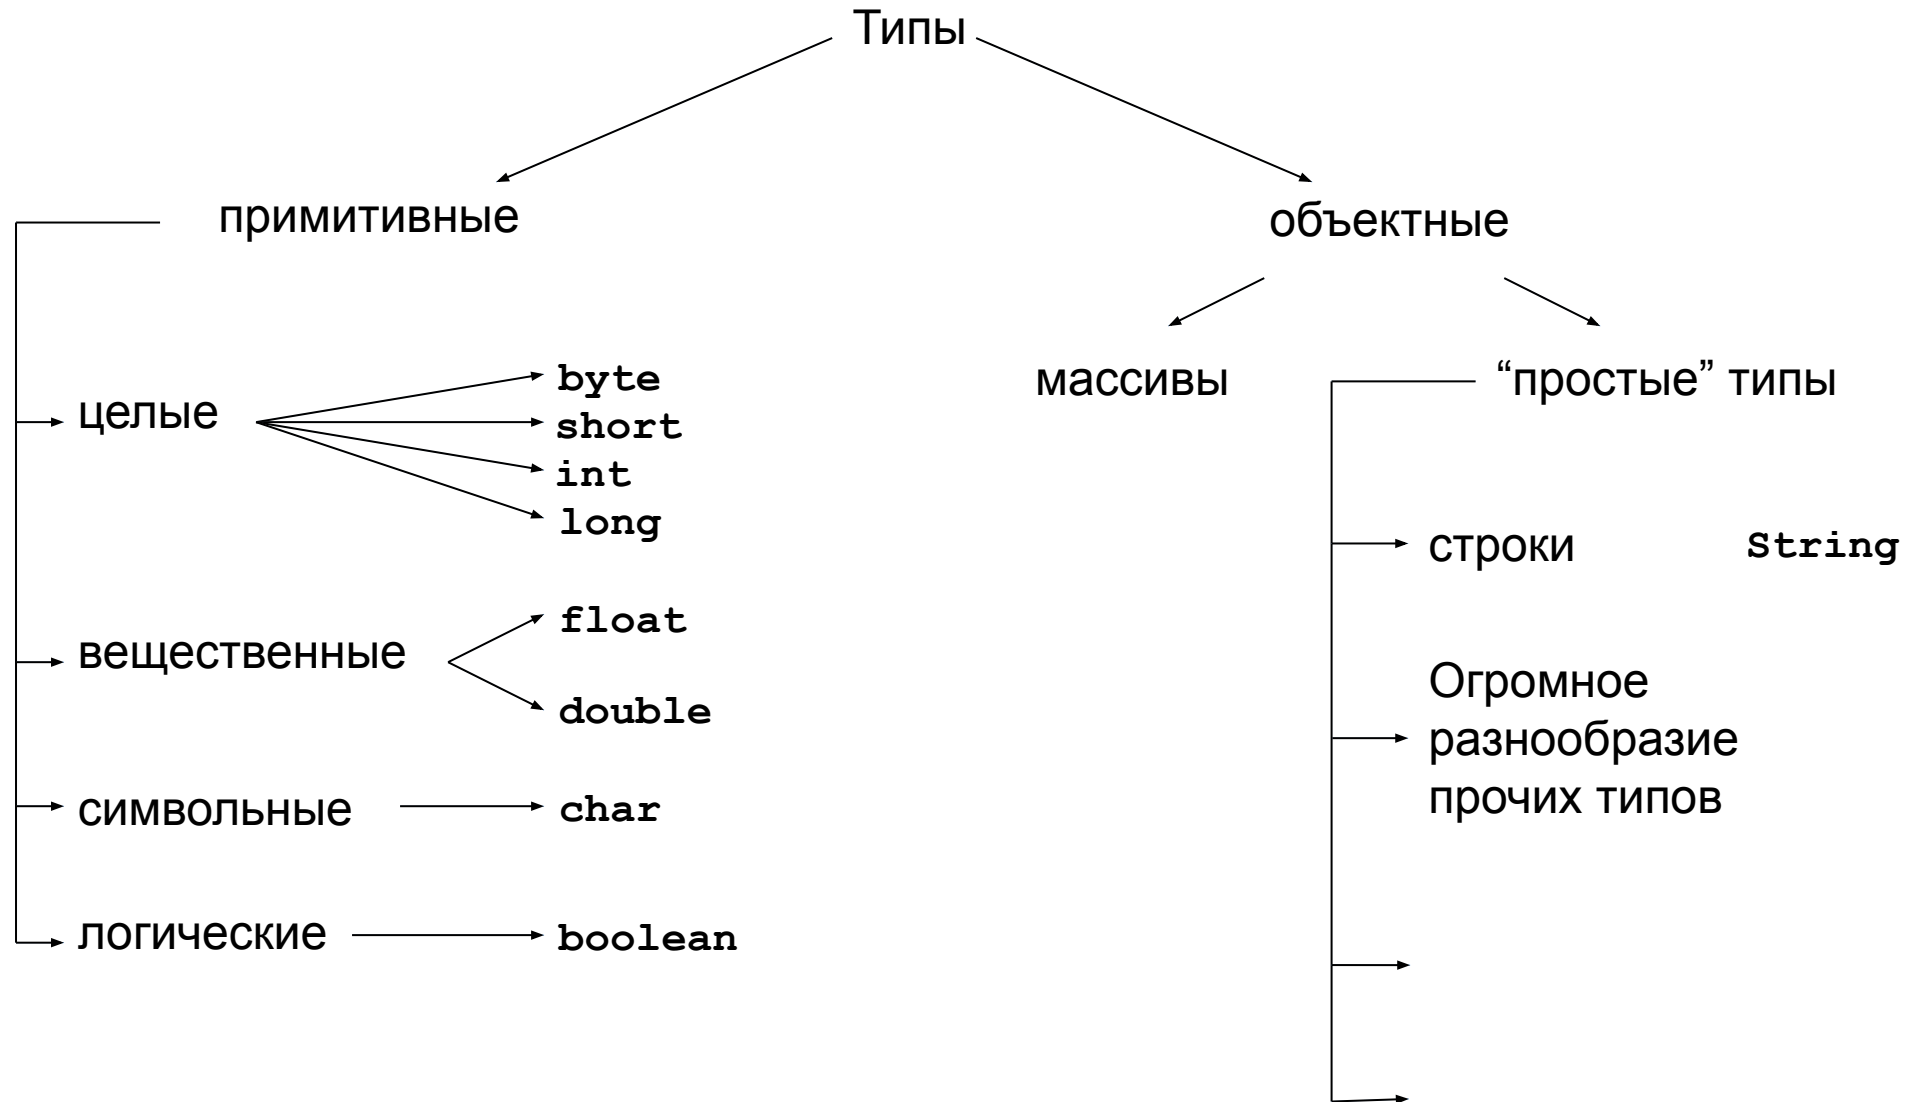 Типы
примитивные
объектные
целые
byte
short
int
long
вещественные
float
double
символьные
char
логические
boolean
массивы
“простые” типы
строки
String
Огромное
разнообразие
прочих типов